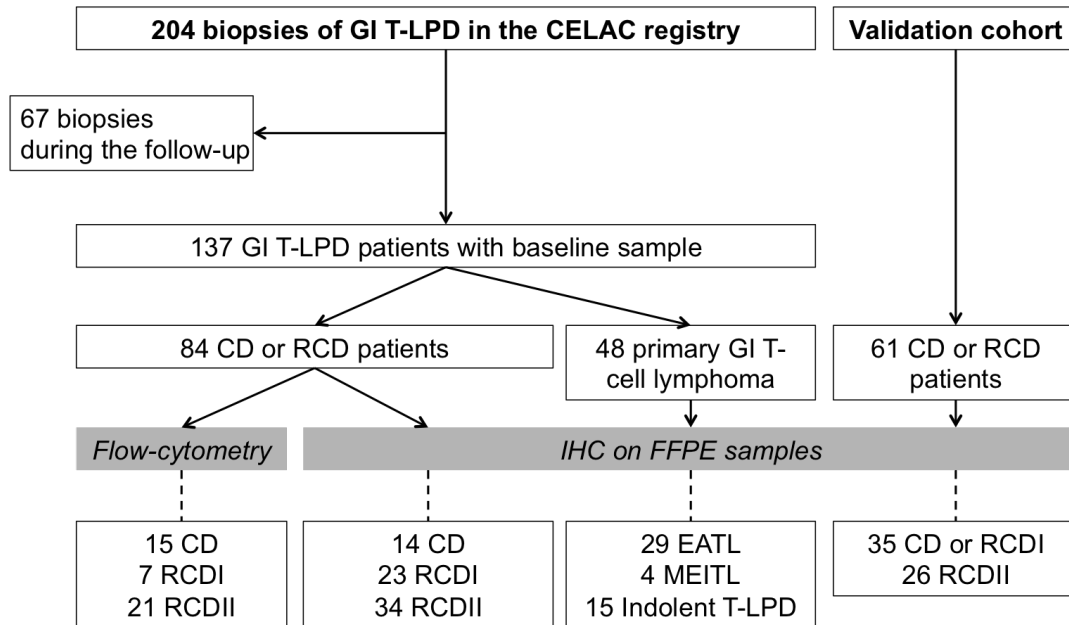 204 biopsies of GI T-LPD in the CELAC registry
Validation cohort
67 biopsies
during the follow-up
137 GI T-LPD patients with baseline sample
84 CD or RCD patients
48 primary GI T-
cell lymphoma
61 CD or RCD
patients
Flow-cytometry
IHC on FFPE samples
15 CD
7 RCDI
21 RCDII
14 CD
23 RCDI
34 RCDII
29 EATL
4 MEITL
15 Indolent T-LPD
35 CD or RCDI
26 RCDII